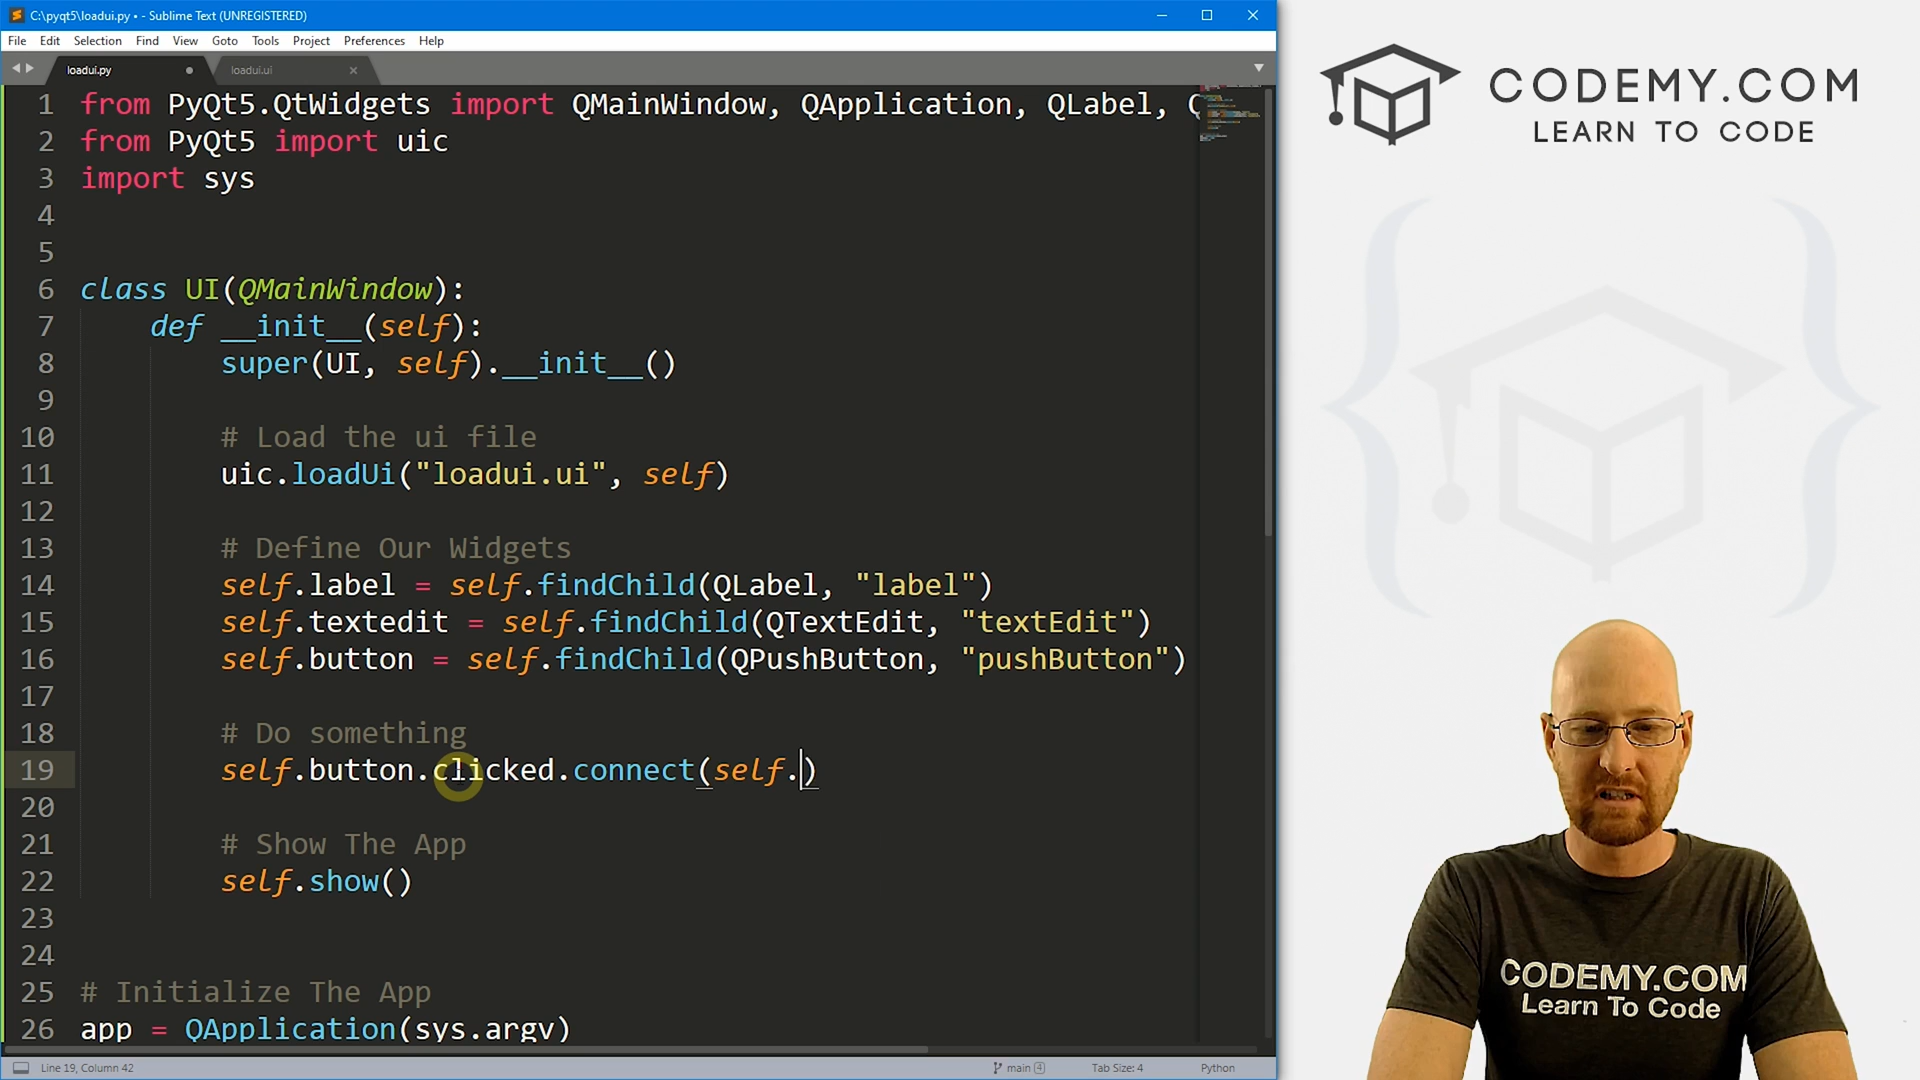 C:\pyqt5\loadui.py • - Sublime Text (UNREGISTERED)
File Edit Selection Find View Goto Tools Project Preferences Help
loadui.py loadui.ui
1 from PyQt5.QtWidgets import QMainWindow, QApplication, QLabel, Q
2 from PyQt5 import uic
3 import sys
4
5
6 class UI(QMainWindow):
7 def __init__(self):
8 super(UI, self).__init__()
9
10 # Load the ui file
11 uic.loadUi("loadui.ui", self)
12
13 # Define Our Widgets
14 self.label = self.findChild(QLabel, "label")
15 self.textedit = self.findChild(QTextEdit, "textEdit")
16 self.button = self.findChild(QPushButton, "pushButton")
17
18 # Do something
19 self.button.clicked.connect(self.)
20
21 # Show The App
22 self.show()
23
24
25 # Initialize The App
26 app = QApplication(sys.argv)
Line 19, Column 42 main 4 Tab Size: 4 Python
CODEMY.COM
LEARN TO CODE
CODEMY.COM
Learn To Code